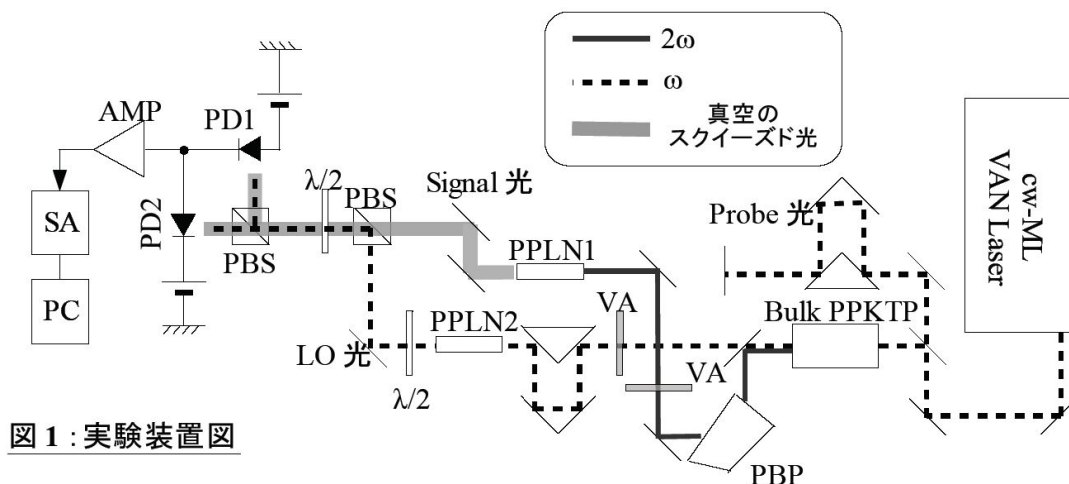 2ω
ω
真空の
スクイーズド光
cw-ML
VAN Laser
AMP
PD1
SA
PC
PD2
PBS
λ/2
PBS
Signal 光
PPLN1
Probe 光
Bulk PPKTP
VA
PPLN2
LO 光
λ/2
VA
PBP
図 1 : 実験装置図